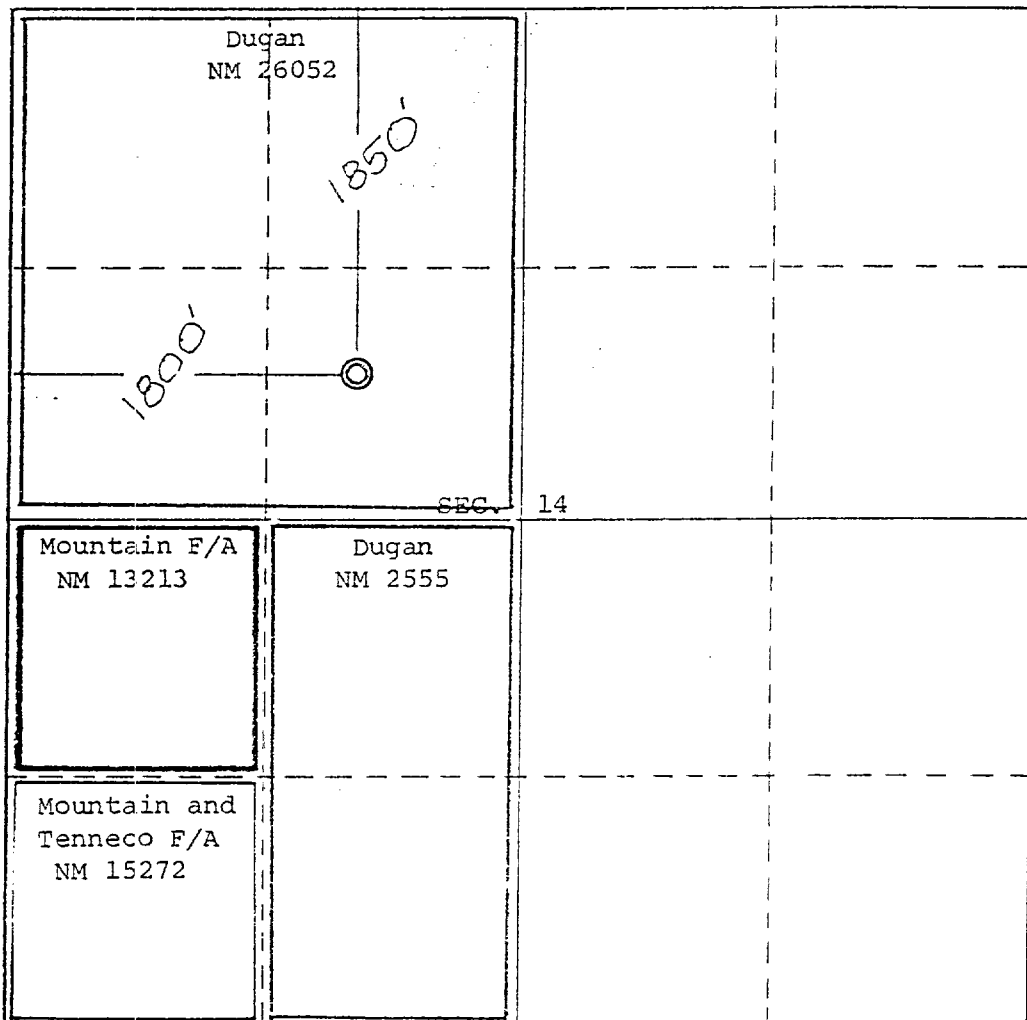 Dugan
NM 26052
1850'
1800'
SEC. 14
Mountain F/A
NM 13213
Dugan
NM 2555
Mountain and
Tenneco F/A
NM 15272